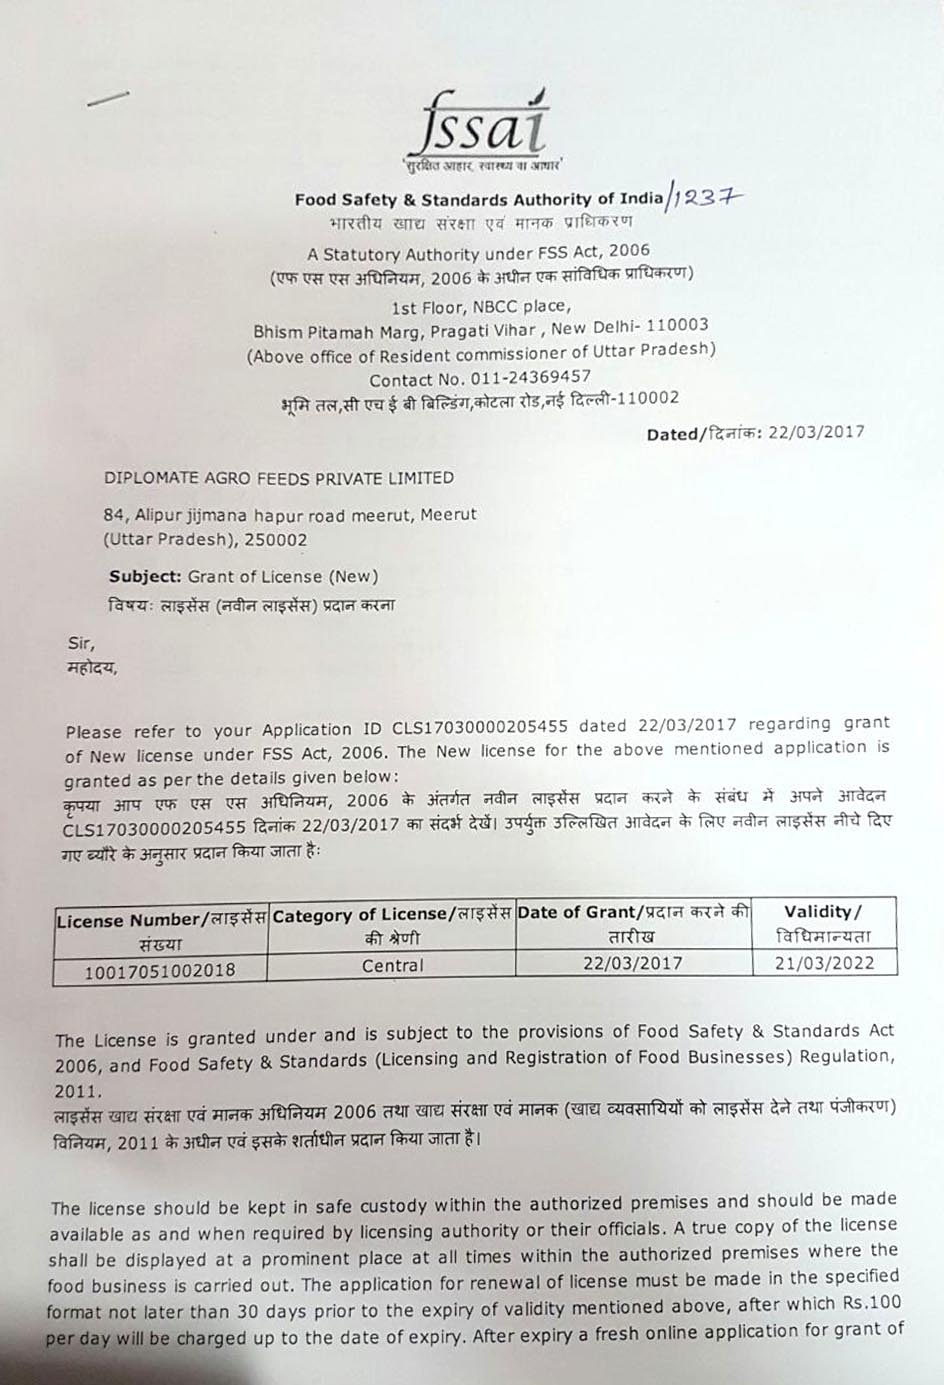 fssai
'सुरक्षित आहार, स्वास्थ्य का आधार'
Food Safety & Standards Authority of India/1237
भारतीय खाद्य संरक्षा एवं मानक प्राधिकरण
A Statutory Authority under FSS Act, 2006
(एफ एस एस अधिनियम, 2006 के अधीन एक सांविधिक प्राधिकरण)
1st Floor, NBCC place,
Bhism Pitamah Marg, Pragati Vihar , New Delhi- 110003
(Above office of Resident commissioner of Uttar Pradesh)
Contact No. 011-24369457
भूमि तल,सी एच ई बी बिल्डिंग,कोटला रोड,नई दिल्ली-110002
Dated/दिनांक: 22/03/2017
DIPLOMATE AGRO FEEDS PRIVATE LIMITED
84, Alipur jijmana hapur road meerut, Meerut
(Uttar Pradesh), 250002
Subject: Grant of License (New)
विषय: लाइसेंस (नवीन लाइसेंस) प्रदान करना
Sir,
महोदय,
Please refer to your Application ID CLS17030000205455 dated 22/03/2017 regarding grant
of New license under FSS Act, 2006. The New license for the above mentioned application is
granted as per the details given below:
कृपया आप एफ एस एस अधिनियम, 2006 के अंतर्गत नवीन लाइसेंस प्रदान करने के संबंध में अपने आवेदन
CLS17030000205455 दिनांक 22/03/2017 का संदर्भ देखें। उपर्युक्त उल्लिखित आवेदन के लिए नवीन लाइसेंस नीचे दिए
गए ब्यौरे के अनुसार प्रदान किया जाता है:
License Number/लाइसेंस Category of License/लाइसेंस Date of Grant/प्रदान करने की Validity/
संख्या की श्रेणी तारीख विधिमान्यता
10017051002018 Central 22/03/2017 21/03/2022
The License is granted under and is subject to the provisions of Food Safety & Standards Act
2006, and Food Safety & Standards (Licensing and Registration of Food Businesses) Regulation,
2011.
लाइसेंस खाद्य संरक्षा एवं मानक अधिनियम 2006 तथा खाद्य संरक्षा एवं मानक (खाद्य व्यवसायियों को लाइसेंस देने तथा पंजीकरण)
विनियम, 2011 के अधीन एवं इसके शर्ताधीन प्रदान किया जाता है।
The license should be kept in safe custody within the authorized premises and should be made
available as and when required by licensing authority or their officials. A true copy of the license
shall be displayed at a prominent place at all times within the authorized premises where the
food business is carried out. The application for renewal of license must be made in the specified
format not later than 30 days prior to the expiry of validity mentioned above, after which Rs.100
per day will be charged up to the date of expiry. After expiry a fresh online application for grant of